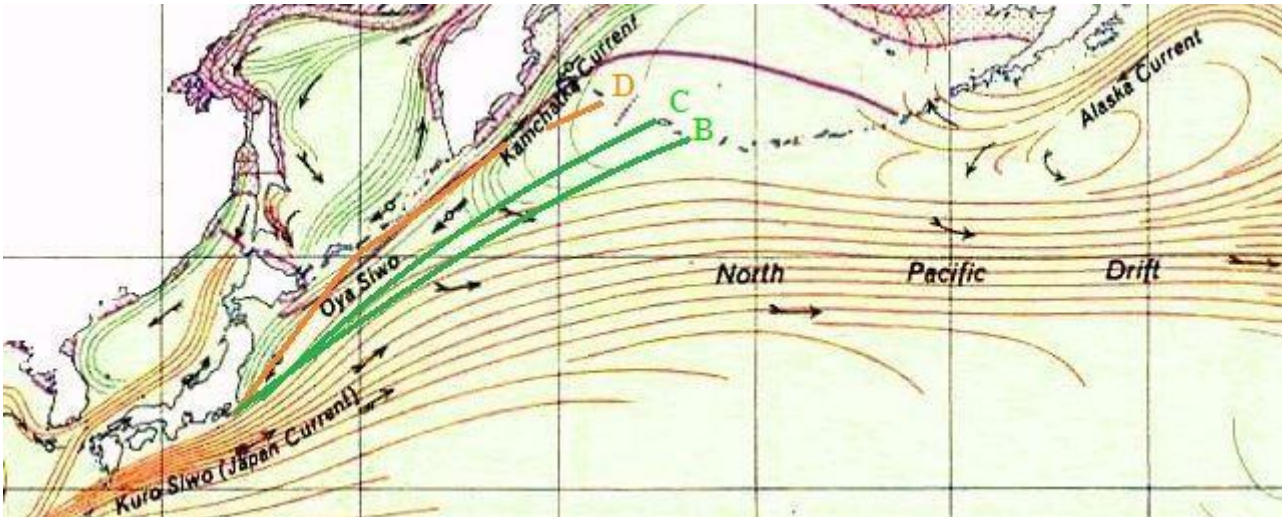 Kamchatka Current
D
C
B
Alaska Current
Oya Siwo
North Pacific Drift
Kuro Siwo (Japan Current)